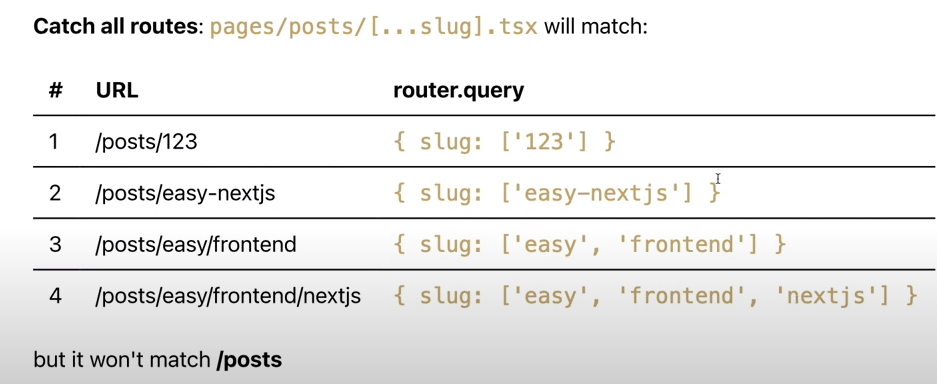 Catch all routes: pages/posts/[...slug].tsx will match:
# URL router.query
1 /posts/123 { slug: ['123'] }
2 /posts/easy-nextjs { slug: ['easy-nextjs'] }
3 /posts/easy/frontend { slug: ['easy', 'frontend'] }
4 /posts/easy/frontend/nextjs { slug: ['easy', 'frontend', 'nextjs'] }
but it won't match /posts